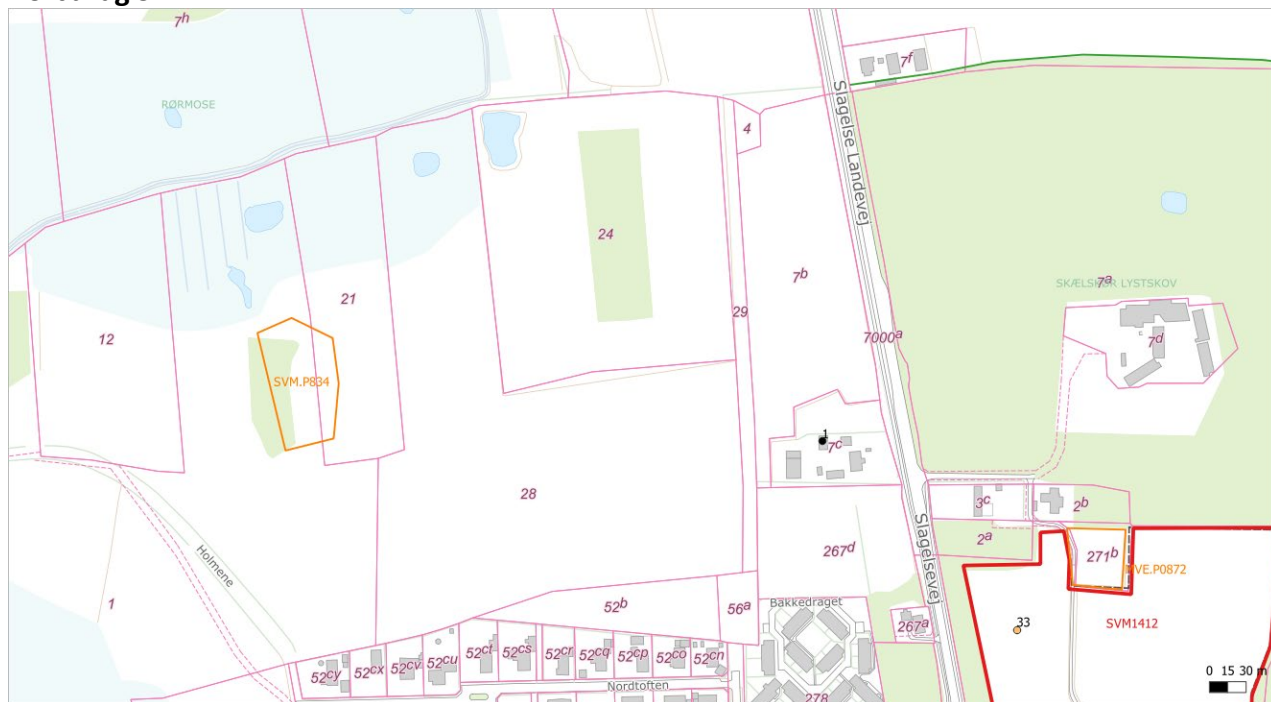 7h
7f
RØRMOSE
4
Slagelse Landevej
24
7b
SKÆLSKØR LYSTSKOV
7a
21
29
12
7000a
7d
E
SVM.P834
1
7c
28
3c
2b
Slagelsevej
2a
267d
271b
Holmene
VE.P0872
1
52b
56a
Bakkedraget
267a
33
SVM1412
52cy
52cx
52cv
52cu
52ct
52cs
52cr
52cq
52cp
52co
52cn
278
Nordtoften
0 15 30 m